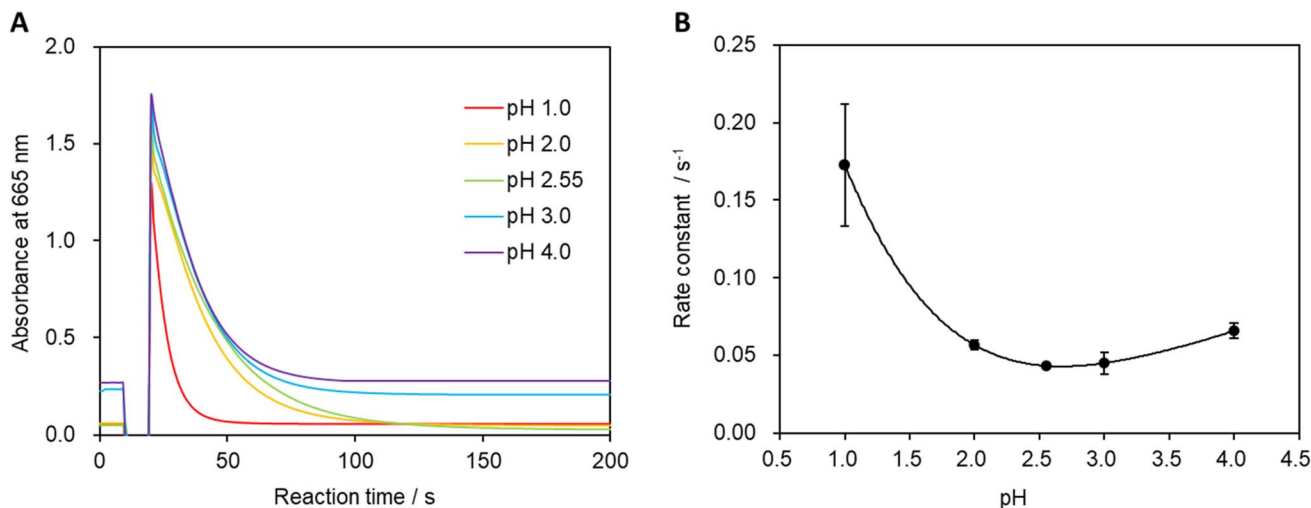 A
2.0
1.5
1.0
0.5
0.0
Absorbance at 665 nm
0
50
100
150
200
Reaction time / s
pH 1.0
pH 2.0
pH 2.55
pH 3.0
pH 4.0
B
0.25
0.20
0.15
0.10
0.05
0.00
Rate constant / s-1
0.5
1.0
1.5
2.0
2.5
3.0
3.5
4.0
4.5
pH